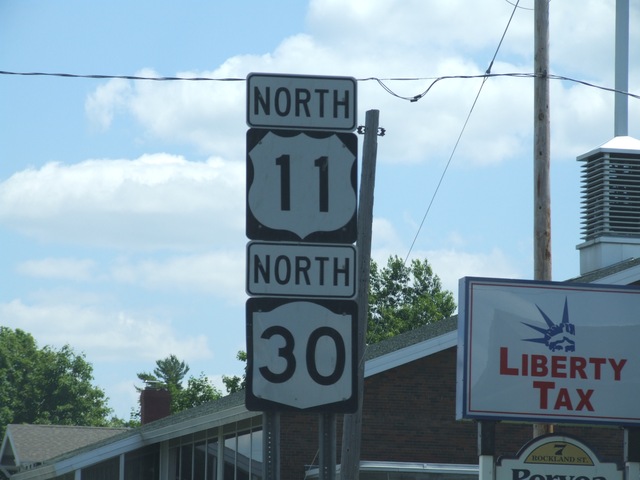 NORTH
11
NORTH
30
LIBERTY
TAX
7
ROCKLAND ST.